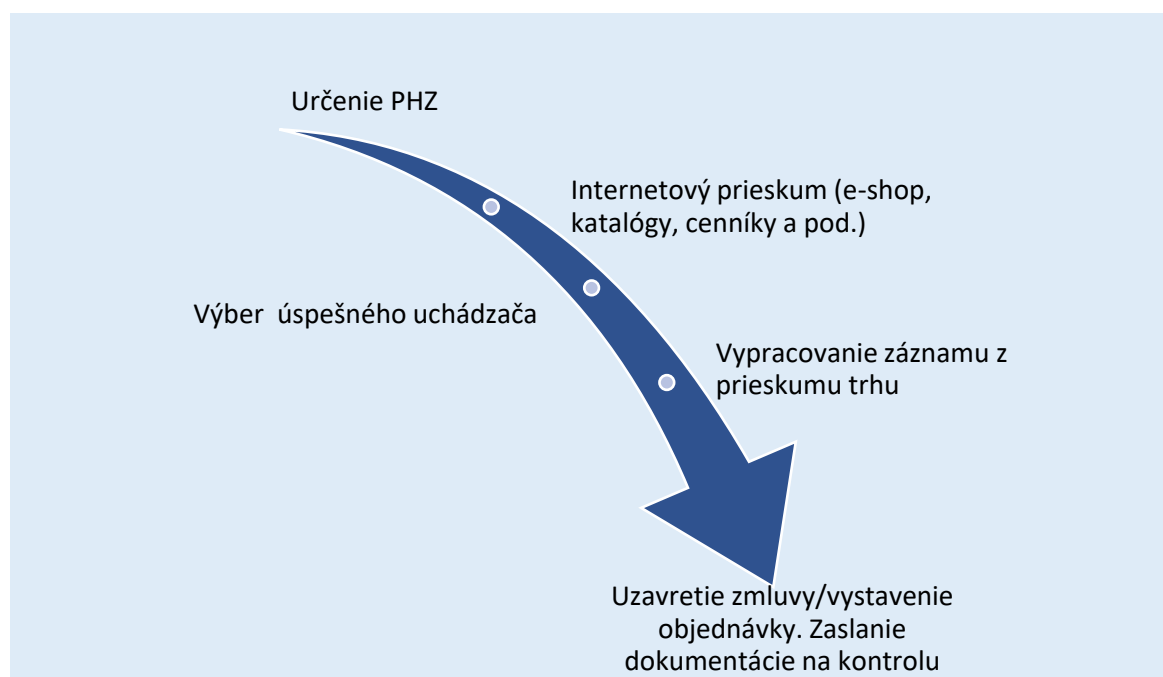 Určenie PHZ
Internetový prieskum (e-shop,
katalógy, cenníky a pod.)
Výber  úspešného uchádzača
Vypracovanie záznamu z
prieskumu trhu
Uzavretie zmluvy/vystavenie
objednávky. Zaslanie
dokumentácie na kontrolu